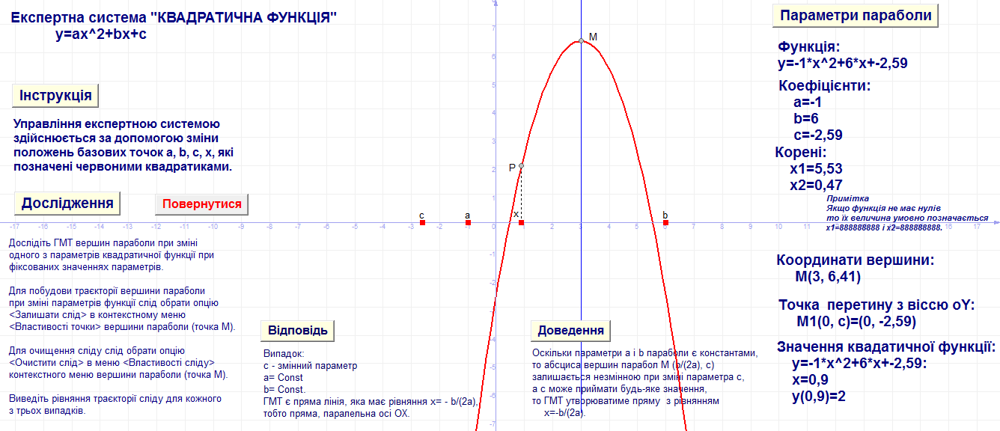 Експертна система "КВАДРАТИЧНА ФУНКЦІЯ"
y=ax^2+bx+c
Інструкція
Управління експертною системою
здійснюється за допомогою зміни
положень базових точок a, b, c, x, які
позначені червоними квадратиками.
Дослідження
Повернутися
Дослідіть ГМТ вершин параболи при зміні
одного з параметрів квадратичної функції при
фіксованих значеннях параметрів.
Для побудови траєкторії вершини параболи
при зміні параметрів функції слід обрати опцію
<Залишати слід> в контекстному меню
<Властивості точки> вершини параболи (точка М).
Для очищення сліду слід обрати опцію
<Очистити слід> в меню <Властивості сліду>
контекстного меню вершини параболи (точка М).
Виведіть рівняння траєкторії сліду для кожного
з трьох випадків.
Відповідь
Випадок:
c - змінний параметр
a= Const
b= Const.
ГМТ є пряма лінія, яка має рівняння x= - b/(2a),
тобто пряма, паралельна осі OX.
Доведення
Оскільки параметри a і b параболи є константами,
то абсциса вершин парабол M (b/(2a), c)
залишається незмінною при зміні параметра c,
а c може приймати будь-яке значення,
то ГМТ утворюватиме пряму з рівнянням
x=-b/(2a).
M
P
x
c
a
b
7
6
5
4
3
2
1
-1
-2
-4
-5
-6
-7
-17 -16 -15 -14 -13 -12 -11 -10 -9 -8 -7 -6 -5 -4 -3 -2 -1 0 1 2 3 4 5 6 7 8 9 10 11 16 17
Параметри параболи
Функція:
y=-1*x^2+6*x+-2,59
Коефіцієнти:
a=-1
b=6
c=-2,59
Корені:
x1=5,53
x2=0,47
Примітка
Якщо функція не має нулів
то їх величина умовно позначається
x1=888888888 і x2=888888888.
Координати вершини:
M(3, 6,41)
Точка перетину з віссю oY:
M1(0, c)=(0, -2,59)
Значення квадатичної функції:
y=-1*x^2+6*x+-2,59:
x=0,9
y(0,9)=2